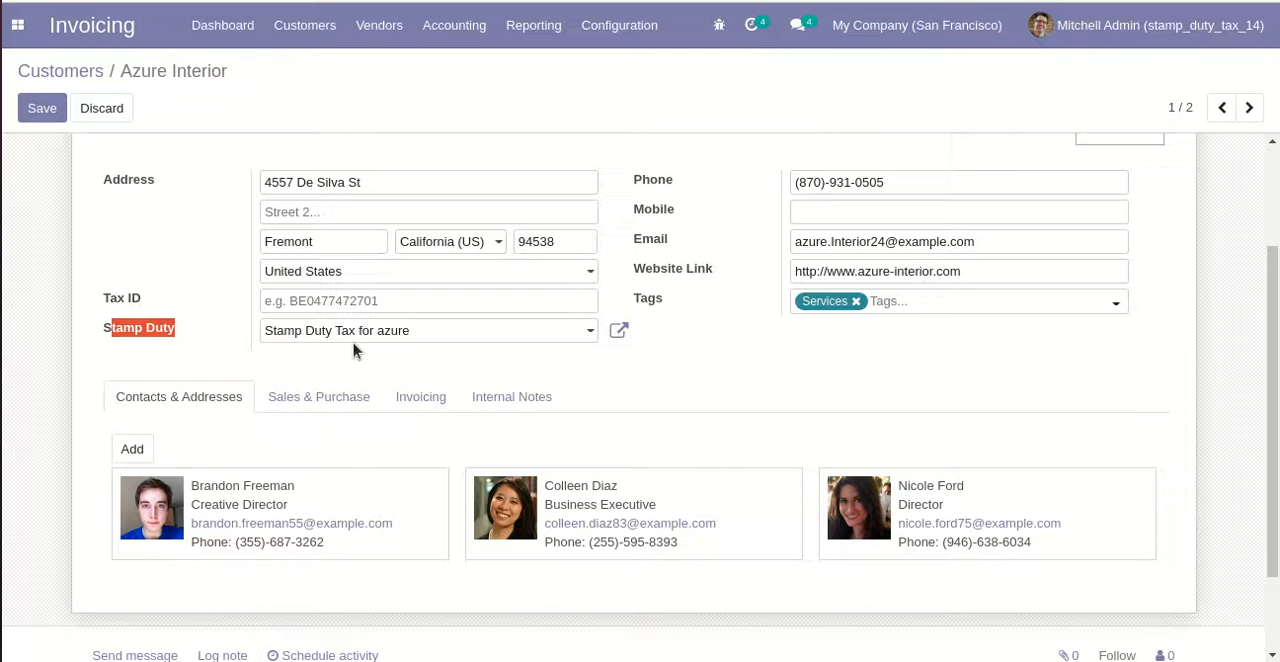 Invoicing Dashboard Customers Vendors Accounting Reporting Configuration 4 4 My Company (San Francisco) Mitchell Admin (stamp_duty_tax_14)
Customers / Azure Interior
Save Discard 1 / 2
Address 4557 De Silva St Phone (870)-931-0505
Street 2... Mobile
Fremont California (US) 94538 Email azure.Interior24@example.com
United States Website Link http://www.azure-interior.com
Tax ID e.g. BE0477472701 Tags Services Tags...
Stamp Duty Stamp Duty Tax for azure
Contacts & Addresses Sales & Purchase Invoicing Internal Notes
Add
Brandon Freeman
Creative Director
brandon.freeman55@example.com
Phone: (355)-687-3262
Colleen Diaz
Business Executive
colleen.diaz83@example.com
Phone: (255)-595-8393
Nicole Ford
Director
nicole.ford75@example.com
Phone: (946)-638-6034
Send message Log note Schedule activity 0 Follow 0